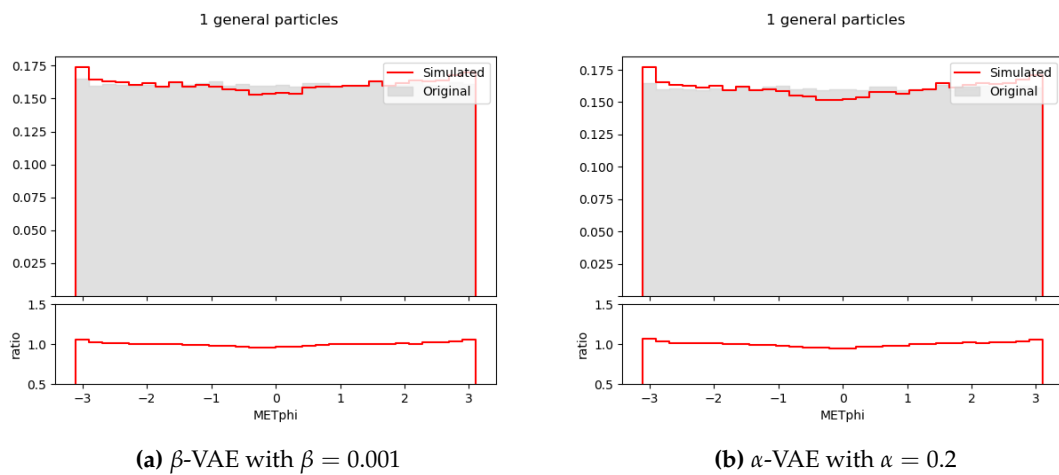 1 general particles
0.175
0.150
0.125
0.100
0.075
0.050
0.025
Simulated
Original
1.5
1.0
0.5
ratio
−3 −2 −1 0 1 2 3
METphi
(a) β-VAE with β = 0.001
1 general particles
0.175
0.150
0.125
0.100
0.075
0.050
0.025
Simulated
Original
1.5
1.0
0.5
ratio
−3 −2 −1 0 1 2 3
METphi
(b) α-VAE with α = 0.2